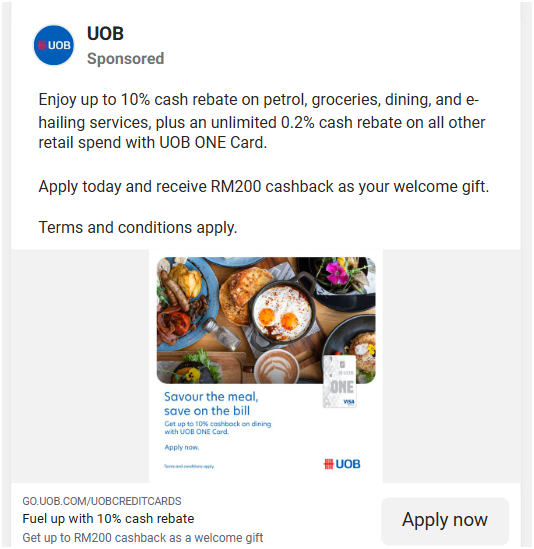 UOB
UOB
Sponsored
Enjoy up to 10% cash rebate on petrol, groceries, dining, and e-
hailing services, plus an unlimited 0.2% cash rebate on all other
retail spend with UOB ONE Card.
Apply today and receive RM200 cashback as your welcome gift.
Terms and conditions apply.
Savour the meal,
save on the bill
Get up to 10% cashback on dining
with UOB ONE Card.
Apply now.
Terms and conditions apply
UOB
ONE
VISA
UOB
GO.UOB.COM/UOBCREDITCARDS
Fuel up with 10% cash rebate
Get up to RM200 cashback as a welcome gift
Apply now